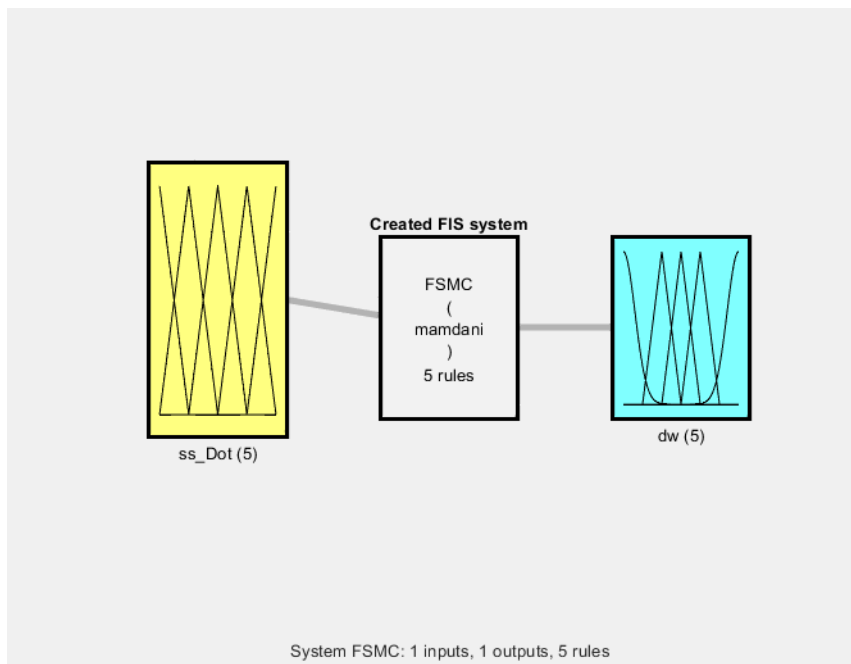 Created FIS system
FSMC
(
mamdani
)
5 rules
ss_Dot (5)
dw (5)
System FSMC: 1 inputs, 1 outputs, 5 rules